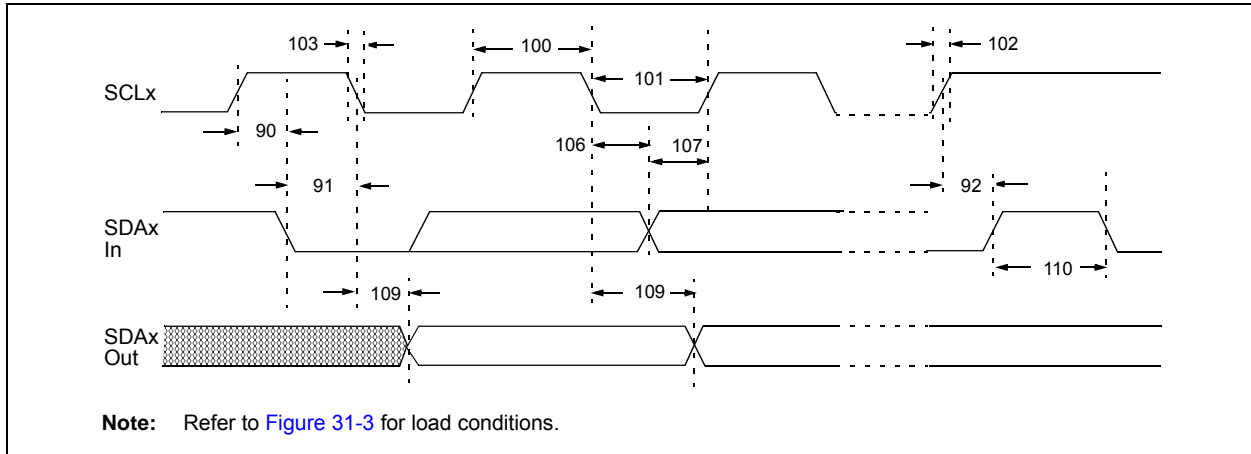 103
100
102
101
SCLx
90
106
107
91
92
SDAx
In
110
109
109
SDAx
Out
Note: Refer to Figure 31-3 for load conditions.